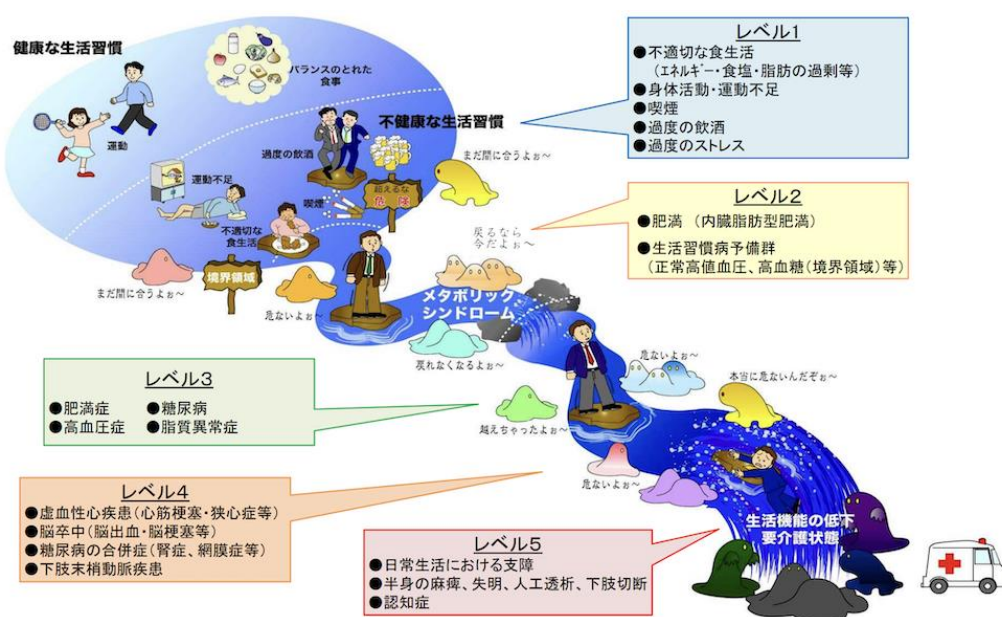 健康な生活習慣
バランスのとれた
食事
運動
不健康な生活習慣
過度の飲酒
まだ間に合うよぉ～
運動不足
喫煙
超えるな
危険
不適切な
食生活
戻るなら
今だよぉ～
境界領域
まだ間に合うよぉ～
危ないよぉ～
メタボリック
シンドローム
戻れなくなるよぉ～
危ないよぉ～
本当に危ないんだぞぉ～
越えちゃったよぉ～
危ないよぉ～
生活機能の低下
要介護状態
レベル1
●不適切な食生活
(エネルギー・食塩・脂肪の過剰等)
●身体活動・運動不足
●喫煙
●過度の飲酒
●過度のストレス
レベル2
●肥満 (内臓脂肪型肥満)
●生活習慣病予備群
(正常高値血圧、高血糖(境界領域)等)
レベル3
●肥満症 ●糖尿病
●高血圧症 ●脂質異常症
レベル4
●虚血性心疾患(心筋梗塞・狭心症等)
●脳卒中(脳出血・脳梗塞等)
●糖尿病の合併症(腎症、網膜症等)
●下肢末梢動脈疾患
レベル5
●日常生活における支障
●半身の麻痺、失明、人工透析、下肢切断
●認知症